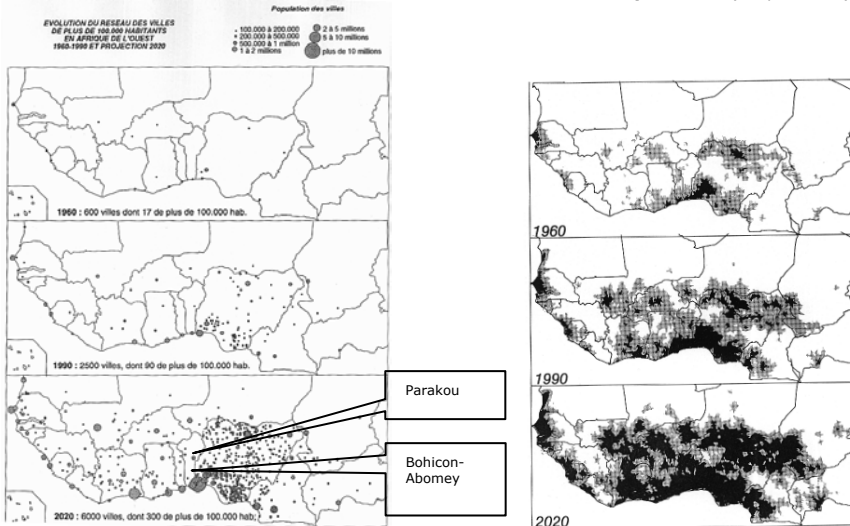 EVOLUTION DU RESEAU DES VILLES
DE PLUS DE 100.000 HABITANTS
EN AFRIQUE DE L'OUEST
1960-1990 ET PROJECTION 2020
Population des villes
100.000 à 200.000
200.000 à 500.000
500.000 à 1 million
1 à 2 millions
2 à 5 millions
5 à 10 millions
plus de 10 millions
1960 : 600 villes dont 17 de plus de 100.000 hab.
1990 : 2500 villes, dont 90 de plus de 100.000 hab.
2020 : 6000 villes, dont 300 de plus de 100.000 hab.
Parakou
Bohicon-
Abomey
1960
1990
2020